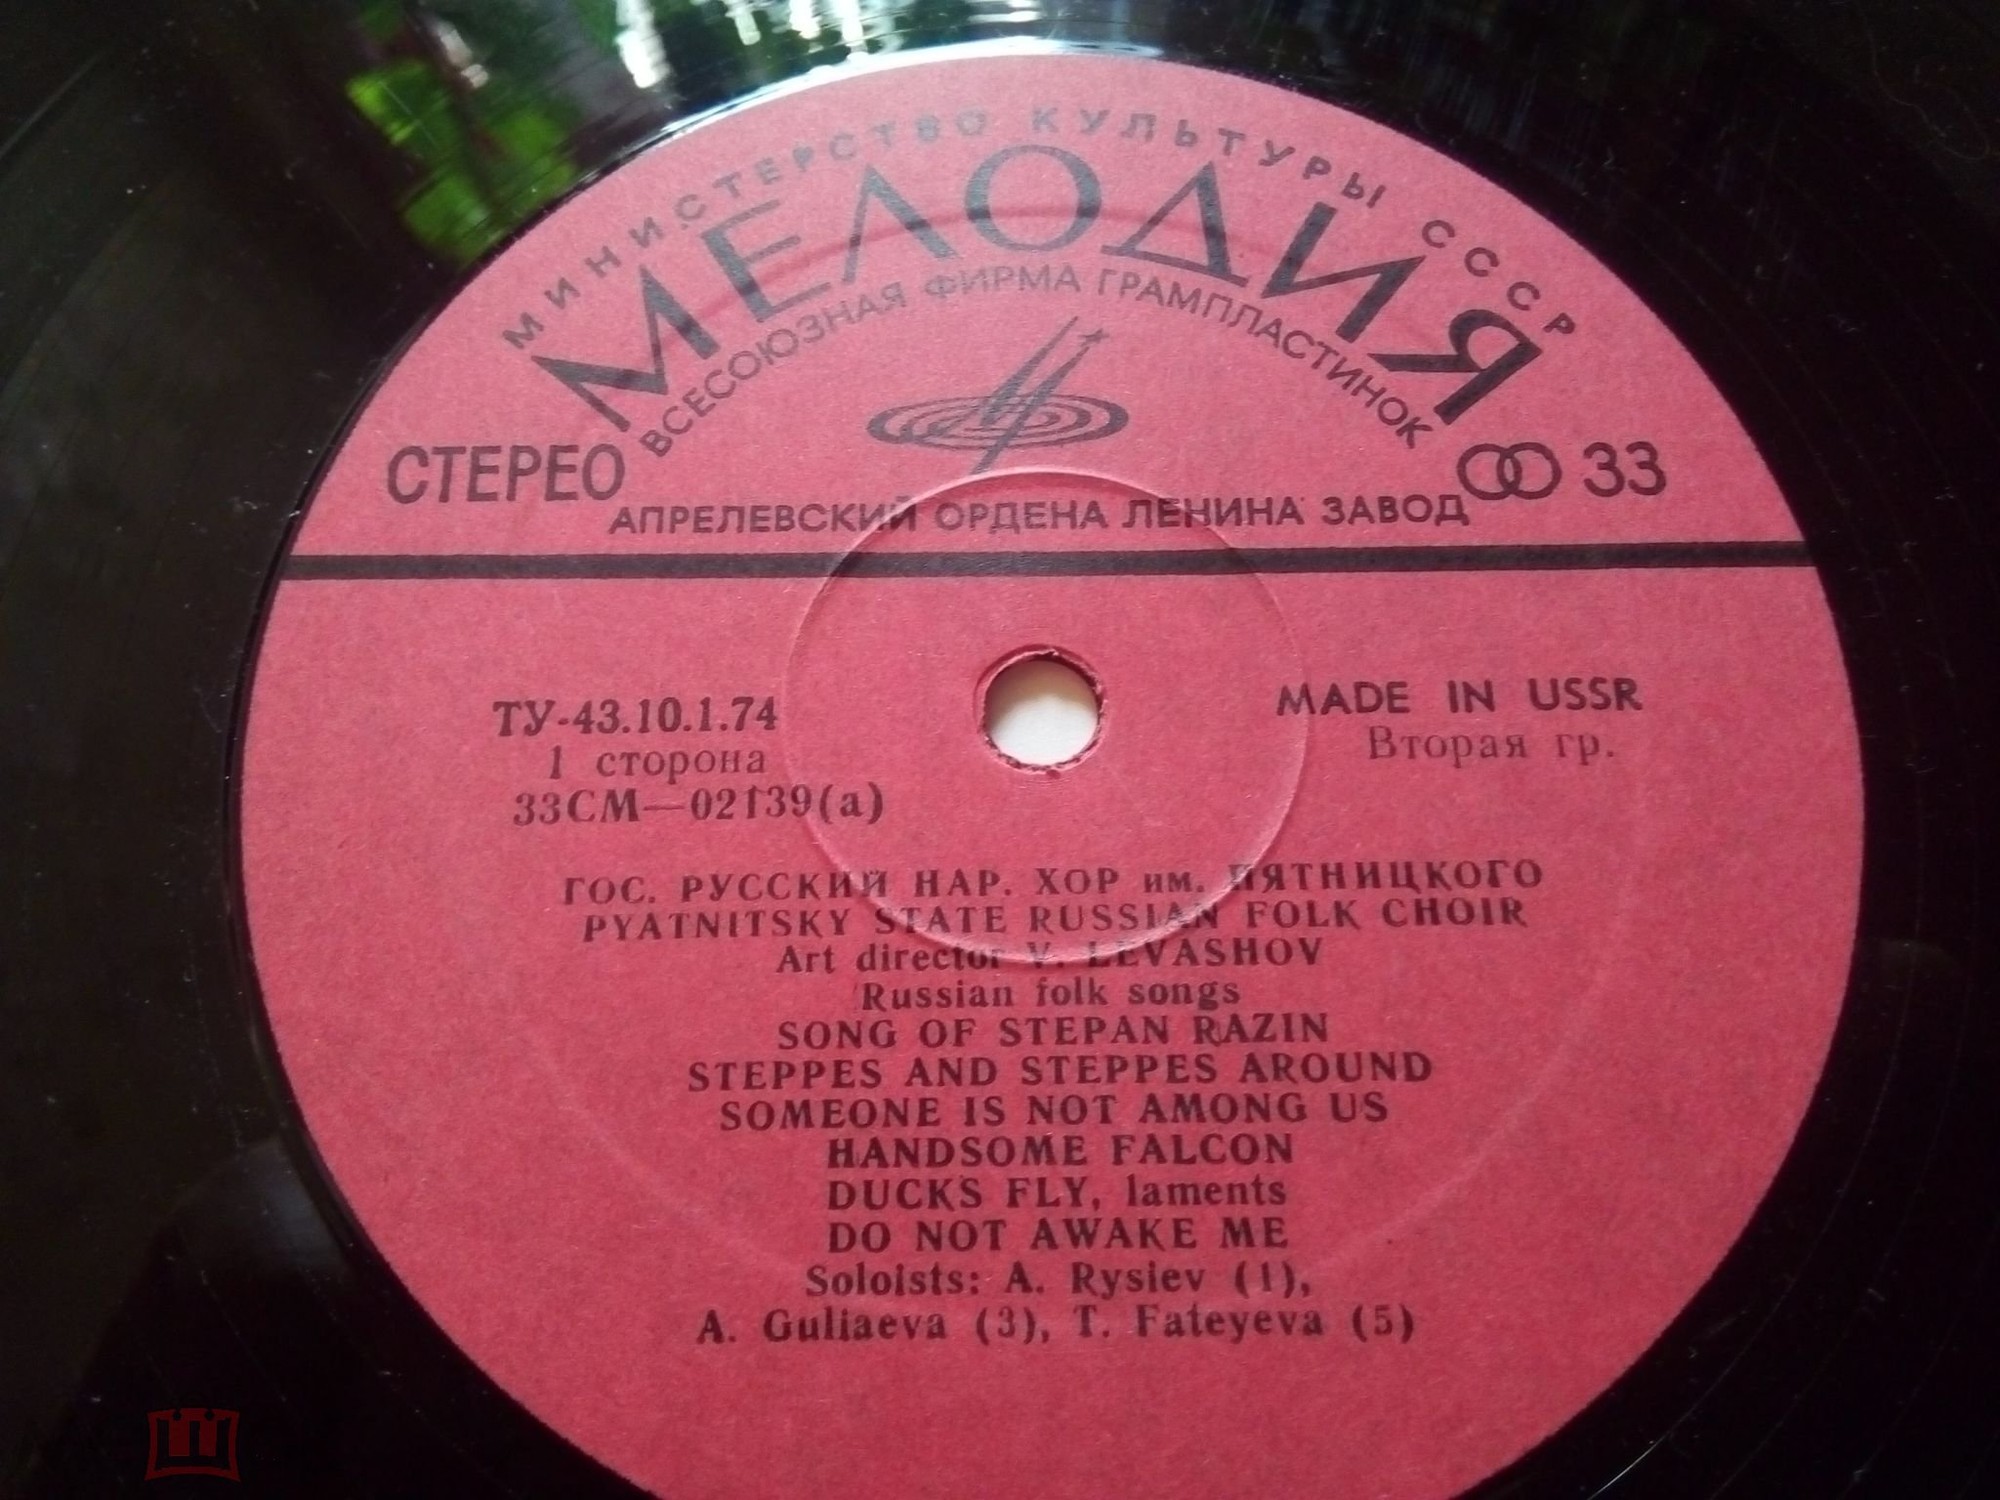 МИНИСТЕРСТВО КУЛЬТУРЫ СССР
МЕЛОДИЯ
ВСЕСОЮЗНАЯ ФИРМА ГРАМПЛАСТИНОК
СТЕРЕО
33
АПРЕЛЕВСКИЙ ОРДЕНА ЛЕНИНА ЗАВОД
ТУ-43.10.1.74
1 сторона
33СМ—02139(а)
MADE IN USSR
Вторая гр.
ГОС. РУССКИЙ НАР. ХОР им. ПЯТНИЦКОГО
PYATNITSKY STATE RUSSIAN FOLK CHOIR
Art director V. LEVASHOV
Russian folk songs
SONG OF STEPAN RAZIN
STEPPES AND STEPPES AROUND
SOMEONE IS NOT AMONG US
HANDSOME FALCON
DUCKS FLY, laments
DO NOT AWAKE ME
Soloists: A. Rysiev (1),
A. Guliaeva (3), T. Fateyeva (5)